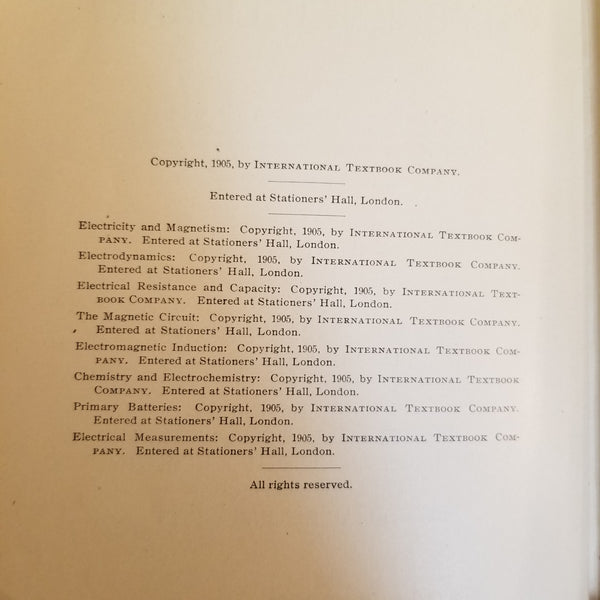 Copyright, 1905, by INTERNATIONAL TEXTBOOK COMPANY.
Entered at Stationers' Hall, London.
Electricity and Magnetism: Copyright, 1905, by INTERNATIONAL TEXTBOOK COM-
PANY. Entered at Stationers' Hall, London.
Electrodynamics: Copyright, 1905, by INTERNATIONAL TEXTBOOK COMPANY.
Entered at Stationers' Hall, London.
Electrical Resistance and Capacity: Copyright, 1905, by INTERNATIONAL TEXT-
BOOK COMPANY. Entered at Stationers' Hall, London.
The Magnetic Circuit: Copyright, 1905, by INTERNATIONAL TEXTBOOK COMPANY.
Entered at Stationers' Hall, London.
Electromagnetic Induction: Copyright, 1905, by INTERNATIONAL TEXTBOOK COM-
PANY. Entered at Stationers' Hall, London.
Chemistry and Electrochemistry: Copyright, 1905, by INTERNATIONAL TEXTBOOK
COMPANY. Entered at Stationers' Hall, London.
Primary Batteries: Copyright, 1905, by INTERNATIONAL TEXTBOOK COMPANY.
Entered at Stationers' Hall, London.
Electrical Measurements: Copyright, 1905, by INTERNATIONAL TEXTBOOK COM-
PANY. Entered at Stationers' Hall, London.
All rights reserved.